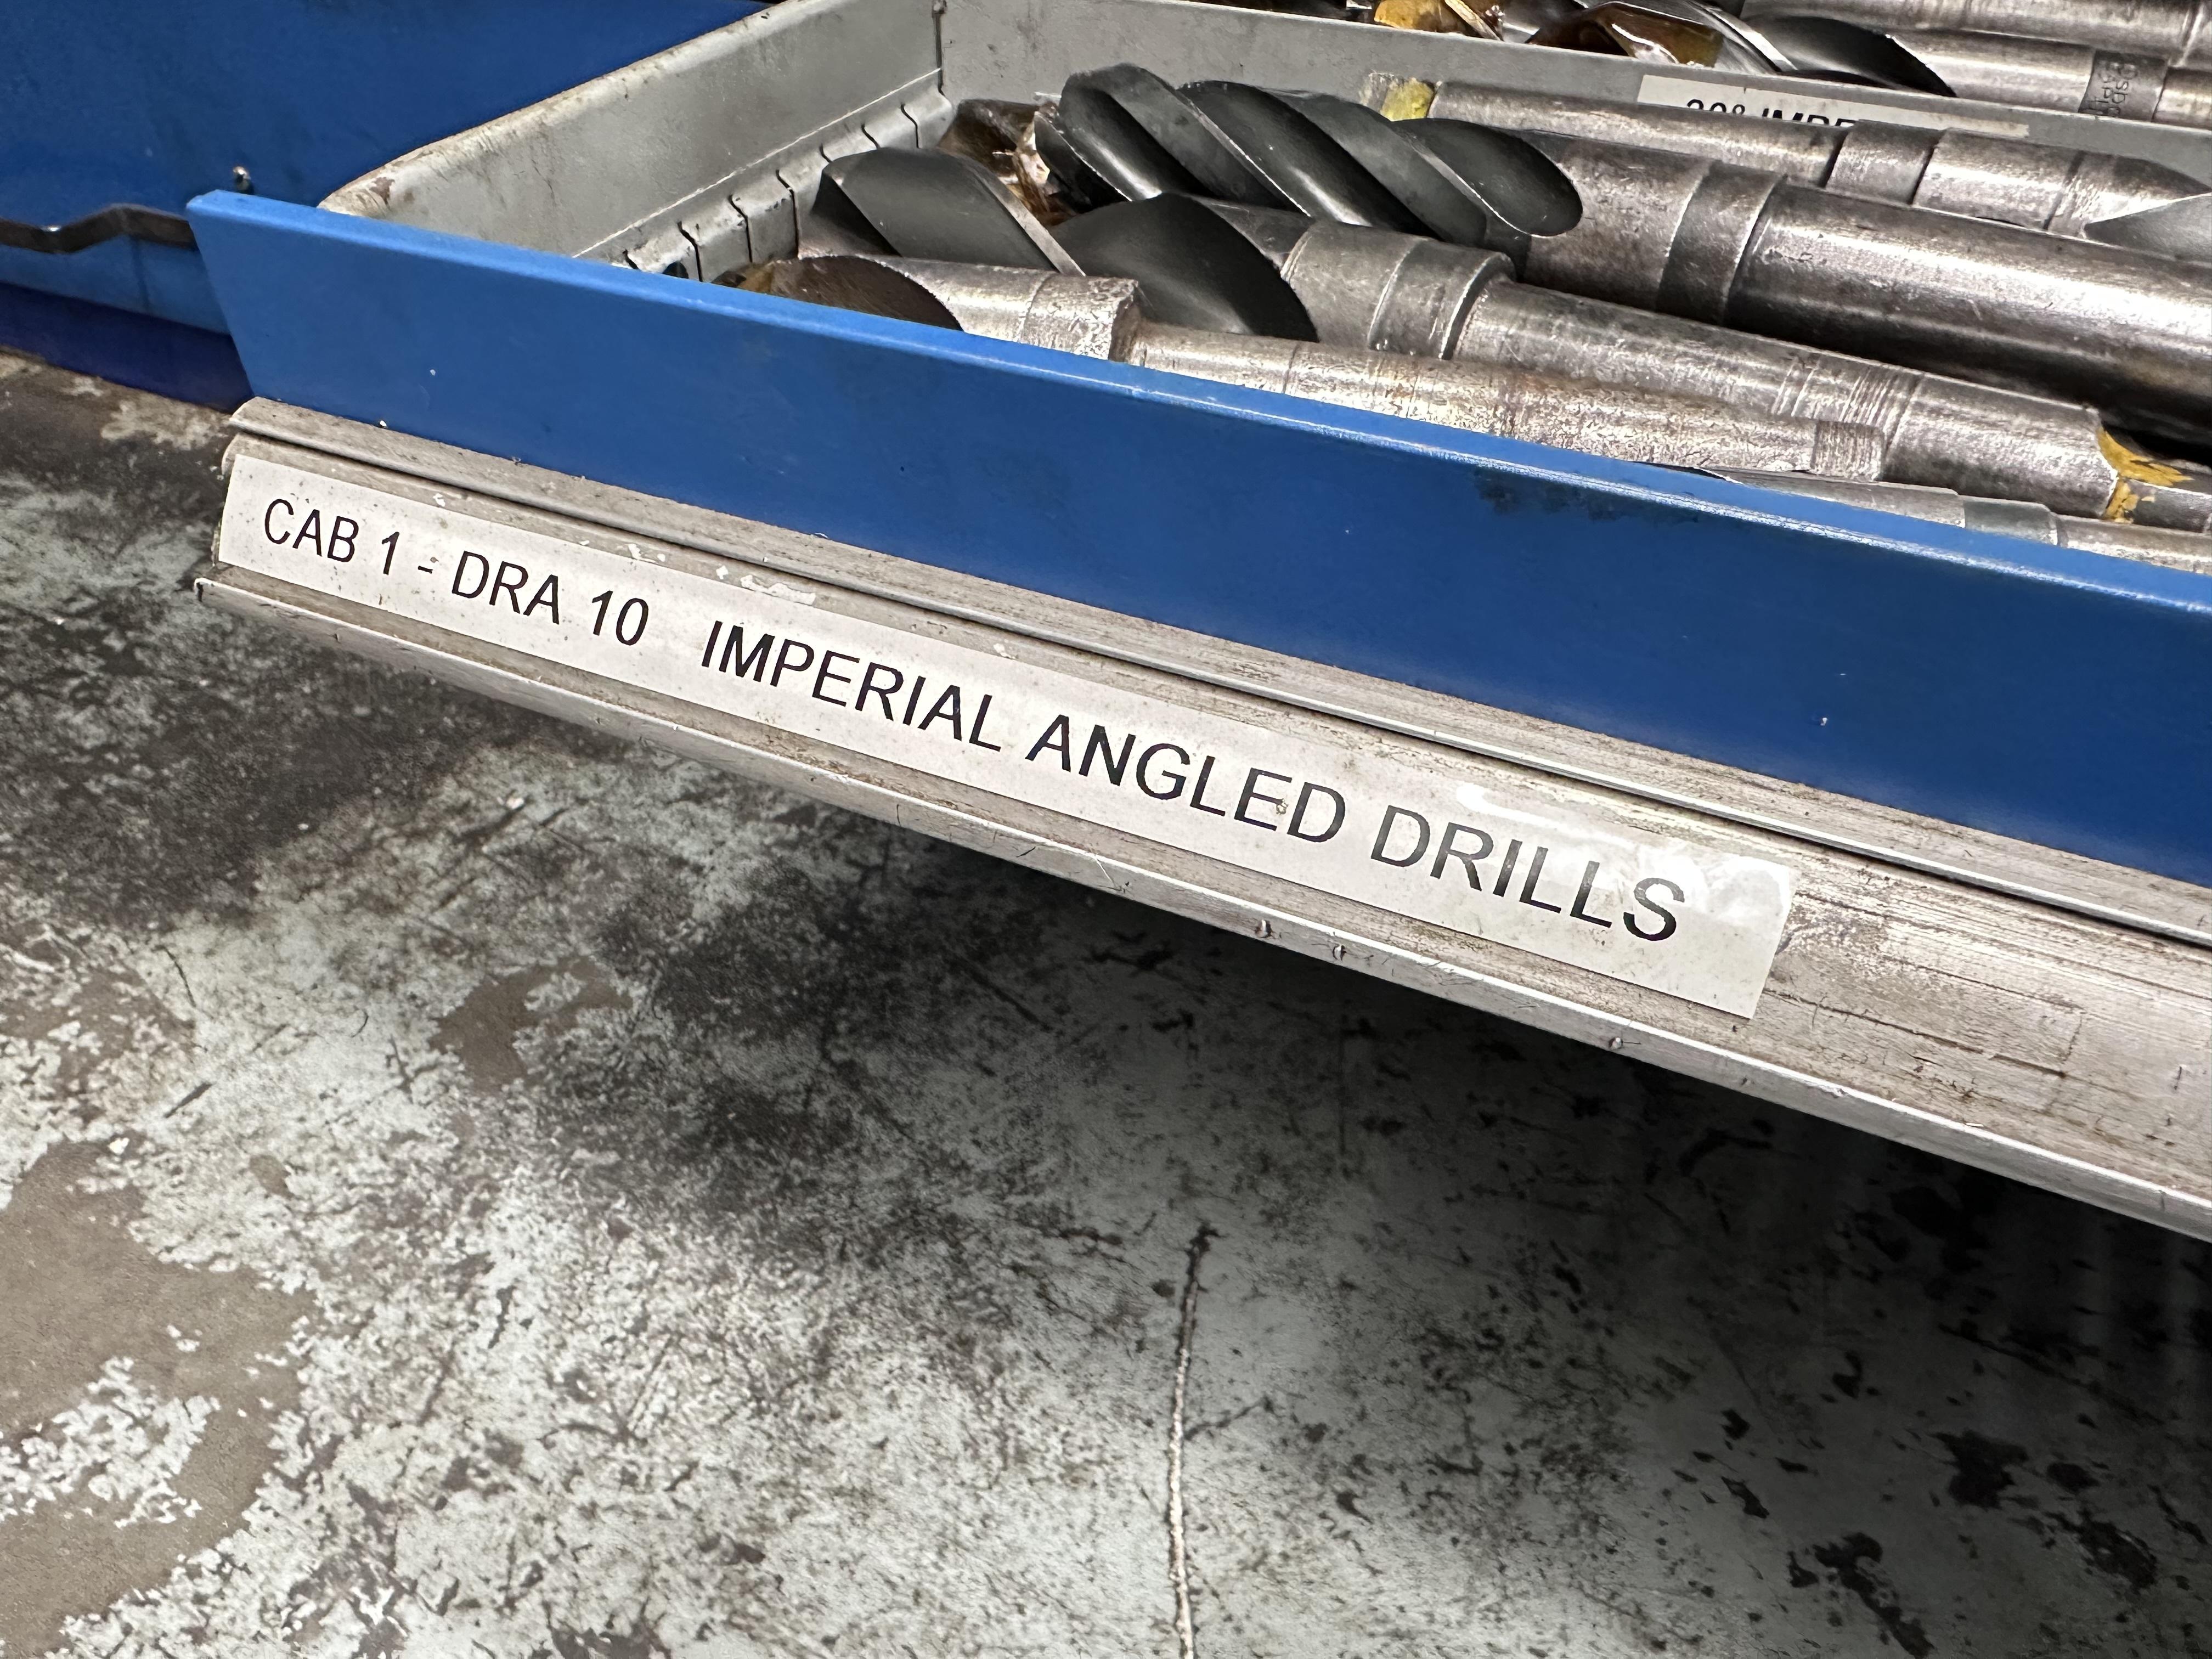 CAB 1 - DRA 10 IMPERIAL ANGLED DRILLS